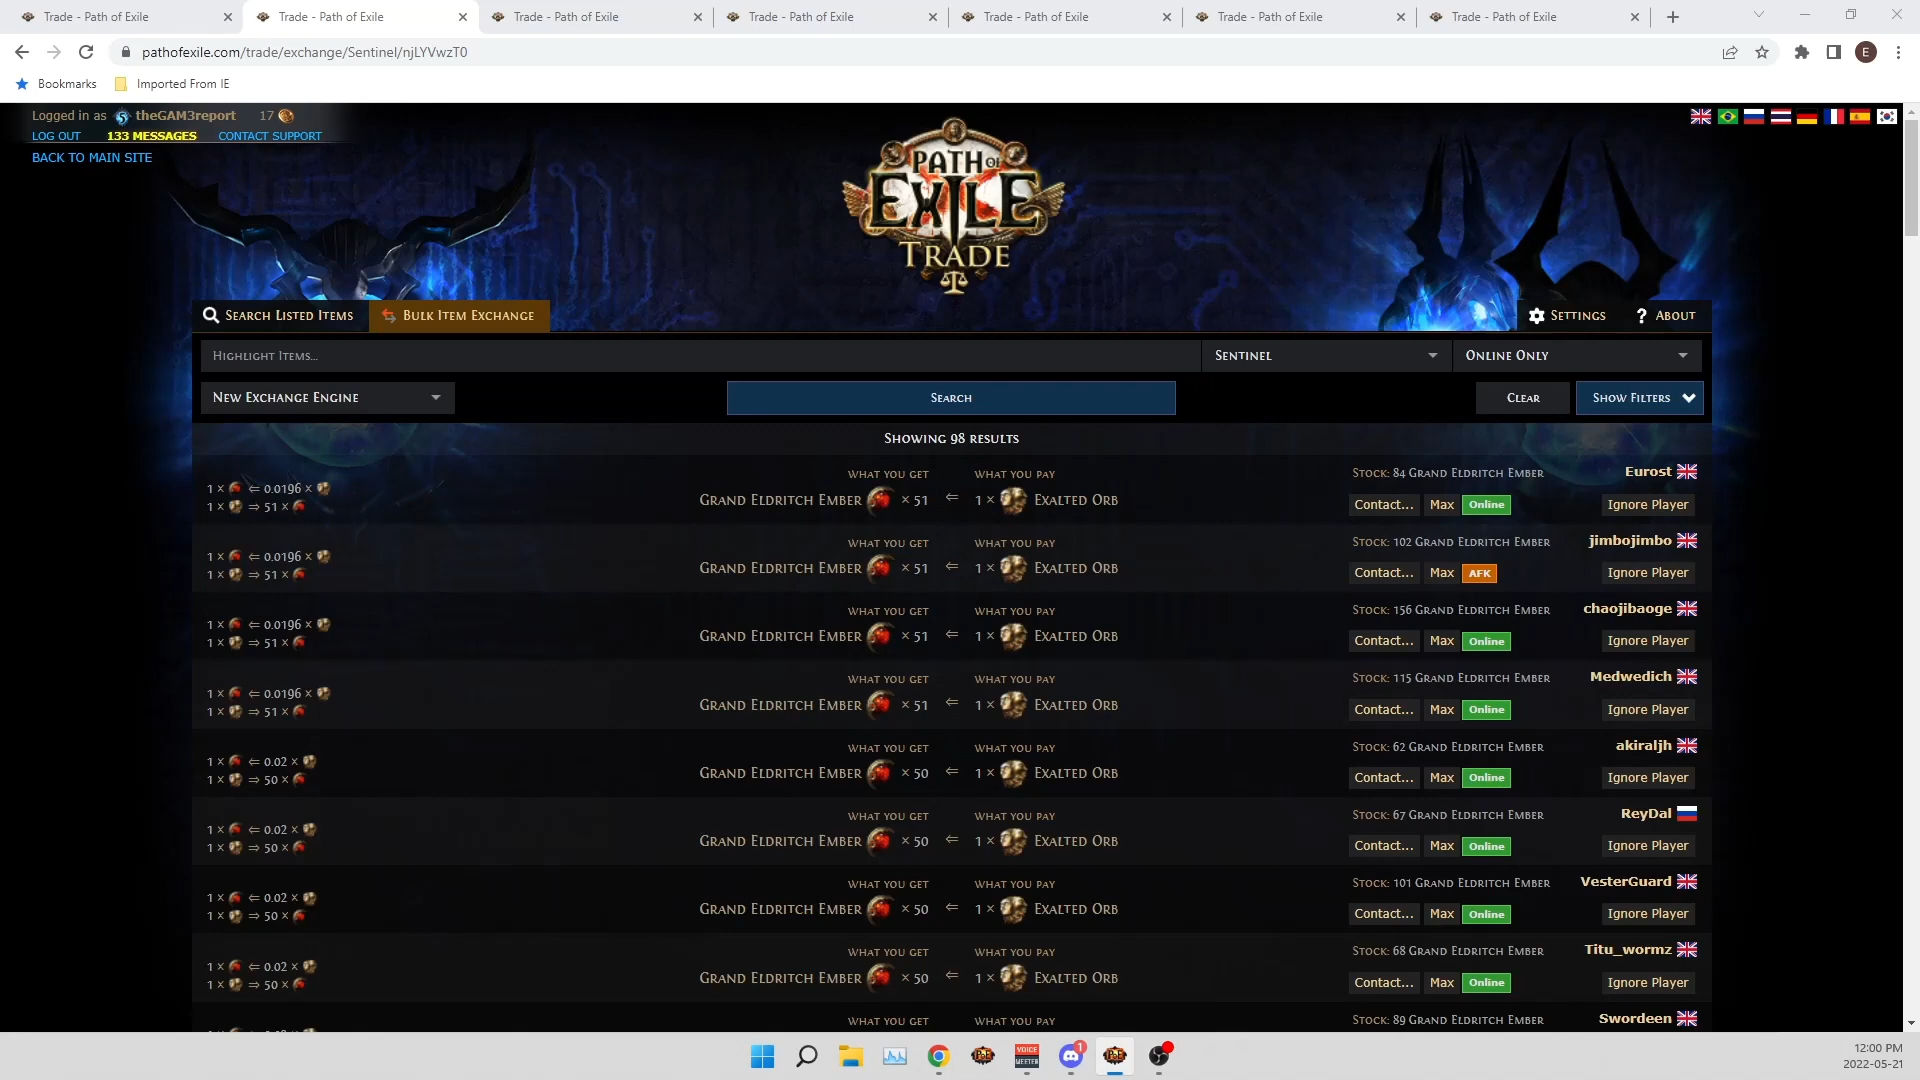 Trade - Path of Exile Trade - Path of Exile Trade - Path of Exile Trade - Path of Exile Trade - Path of Exile Trade - Path of Exile Trade - Path of Exile
pathofexile.com/trade/exchange/Sentinel/njLYVwzT0 E
Bookmarks Imported From IE
Logged in as theGAM3report 17
LOG OUT 133 MESSAGES CONTACT SUPPORT
BACK TO MAIN SITE
PATH OF
EXILE
TRADE
Search Listed Items Bulk Item Exchange Settings ? About
Highlight Items... Sentinel Online Only
New Exchange Engine Search Clear Show Filters
Showing 98 results
What you get What you pay Stock: 84 Grand Eldritch Ember Eurost
1 × ⇐ 0.0196 ×
Grand Eldritch Ember × 51 ⇐ 1 × Exalted Orb Contact... Max Online Ignore Player
1 × ⇒ 51 ×
What you get What you pay Stock: 102 Grand Eldritch Ember jimbojimbo
1 × ⇐ 0.0196 ×
Grand Eldritch Ember × 51 ⇐ 1 × Exalted Orb Contact... Max AFK Ignore Player
1 × ⇒ 51 ×
What you get What you pay Stock: 156 Grand Eldritch Ember chaojibaoge
1 × ⇐ 0.0196 ×
Grand Eldritch Ember × 51 ⇐ 1 × Exalted Orb Contact... Max Online Ignore Player
1 × ⇒ 51 ×
What you get What you pay Stock: 115 Grand Eldritch Ember Medwedich
1 × ⇐ 0.0196 ×
Grand Eldritch Ember × 51 ⇐ 1 × Exalted Orb Contact... Max Online Ignore Player
1 × ⇒ 51 ×
What you get What you pay Stock: 62 Grand Eldritch Ember akiraljh
1 × ⇐ 0.02 ×
Grand Eldritch Ember × 50 ⇐ 1 × Exalted Orb Contact... Max Online Ignore Player
1 × ⇒ 50 ×
What you get What you pay Stock: 67 Grand Eldritch Ember ReyDal
1 × ⇐ 0.02 ×
Grand Eldritch Ember × 50 ⇐ 1 × Exalted Orb Contact... Max Online Ignore Player
1 × ⇒ 50 ×
What you get What you pay Stock: 101 Grand Eldritch Ember VesterGuard
1 × ⇐ 0.02 ×
Grand Eldritch Ember × 50 ⇐ 1 × Exalted Orb Contact... Max Online Ignore Player
1 × ⇒ 50 ×
What you get What you pay Stock: 68 Grand Eldritch Ember Titu_wormz
1 × ⇐ 0.02 ×
Grand Eldritch Ember × 50 ⇐ 1 × Exalted Orb Contact... Max Online Ignore Player
1 × ⇒ 50 ×
What you get What you pay Stock: 89 Grand Eldritch Ember Swordeen
VOICE
MEETER
1
12:00 PM
2022-05-21